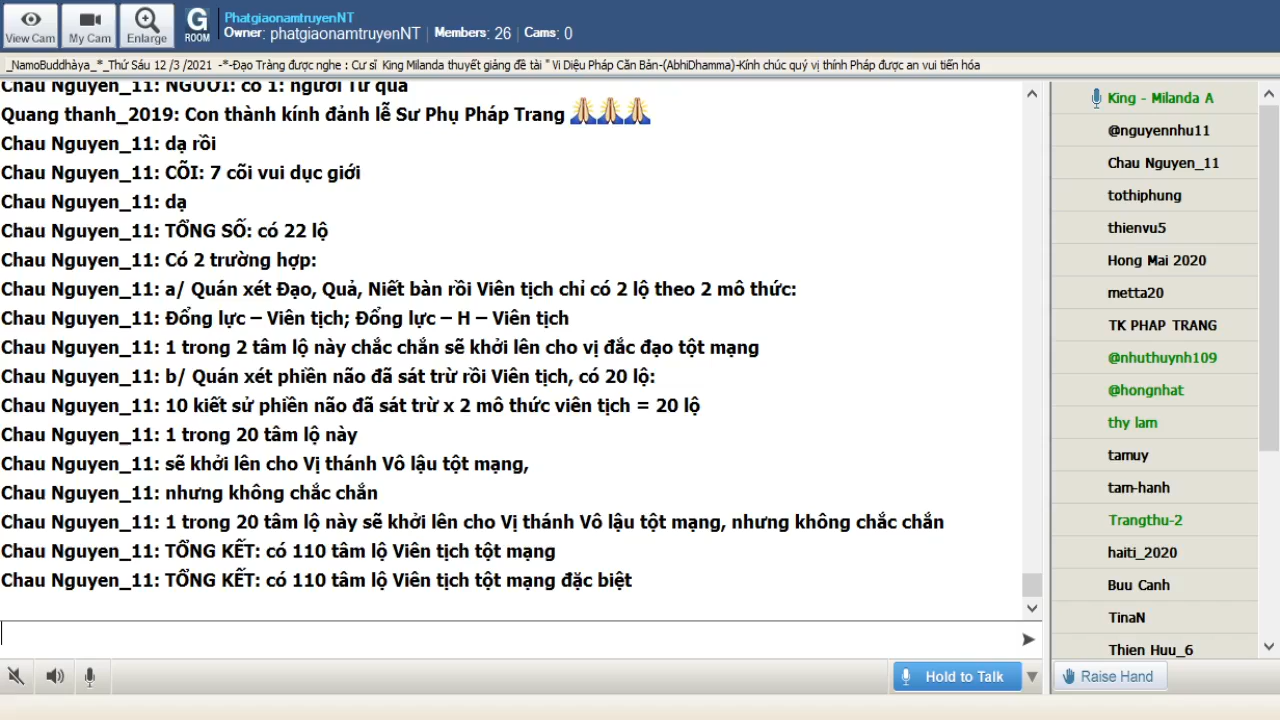 View Cam
My Cam
Enlarge
G
ROOM
PhatgiaonamtruyenNT
Owner: phatgiaonamtruyenNT | Members: 26 | Cams: 0
_NamoBuddhàya_*_Thứ Sáu 12 /3 /2021 -*-Đạo Tràng được nghe : Cư sĩ King Milanda thuyết giảng đề tài " Vi Diệu Pháp Căn Bản-(AbhiDhamma)-Kính chúc quý vị thính Pháp được an vui tiến hóa
Chau Nguyen_11: NGƯỜI: có 1: người Tứ quả
Quang thanh_2019: Con thành kính đảnh lễ Sư Phụ Pháp Trang
Chau Nguyen_11: dạ rồi
Chau Nguyen_11: CÕI: 7 cõi vui dục giới
Chau Nguyen_11: dạ
Chau Nguyen_11: TỔNG SỐ: có 22 lộ
Chau Nguyen_11: Có 2 trường hợp:
Chau Nguyen_11: a/ Quán xét Đạo, Quả, Niết bàn rồi Viên tịch chỉ có 2 lộ theo 2 mô thức:
Chau Nguyen_11: Đổng lực – Viên tịch; Đổng lực – H – Viên tịch
Chau Nguyen_11: 1 trong 2 tâm lộ này chắc chắn sẽ khởi lên cho vị đắc đạo tột mạng
Chau Nguyen_11: b/ Quán xét phiền não đã sát trừ rồi Viên tịch, có 20 lộ:
Chau Nguyen_11: 10 kiết sử phiền não đã sát trừ x 2 mô thức viên tịch = 20 lộ
Chau Nguyen_11: 1 trong 20 tâm lộ này
Chau Nguyen_11: sẽ khởi lên cho Vị thánh Vô lậu tột mạng,
Chau Nguyen_11: nhưng không chắc chắn
Chau Nguyen_11: 1 trong 20 tâm lộ này sẽ khởi lên cho Vị thánh Vô lậu tột mạng, nhưng không chắc chắn
Chau Nguyen_11: TỔNG KẾT: có 110 tâm lộ Viên tịch tột mạng
Chau Nguyen_11: TỔNG KẾT: có 110 tâm lộ Viên tịch tột mạng đặc biệt
King - Milanda A
@nguyennhu11
Chau Nguyen_11
tothiphung
thienvu5
Hong Mai 2020
metta20
TK PHAP TRANG
@nhuthuynh109
@hongnhat
thy lam
tamuy
tam-hanh
Trangthu-2
haiti_2020
Buu Canh
TinaN
Thien Huu_6
Hold to Talk
Raise Hand